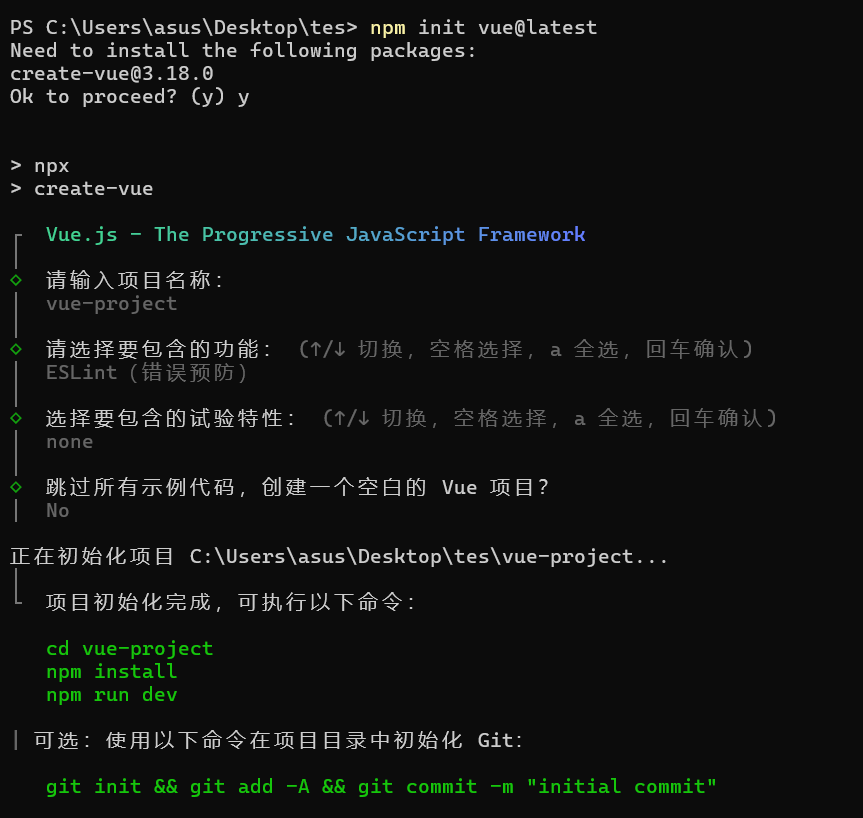 PS C:\Users\asus\Desktop\tes> npm init vue@latest
Need to install the following packages:
create-vue@3.18.0
Ok to proceed? (y) y
> npx
> create-vue
Vue.js - The Progressive JavaScript Framework
请输入项目名称：
vue-project
请选择要包含的功能： (↑/↓ 切换，空格选择，a 全选，回车确认)
ESLint（错误预防）
选择要包含的试验特性： (↑/↓ 切换，空格选择，a 全选，回车确认)
none
跳过所有示例代码，创建一个空白的 Vue 项目？
No
正在初始化项目 C:\Users\asus\Desktop\tes\vue-project...
项目初始化完成，可执行以下命令：
cd vue-project
npm install
npm run dev
| 可选：使用以下命令在项目目录中初始化 Git：
git init && git add -A && git commit -m "initial commit"